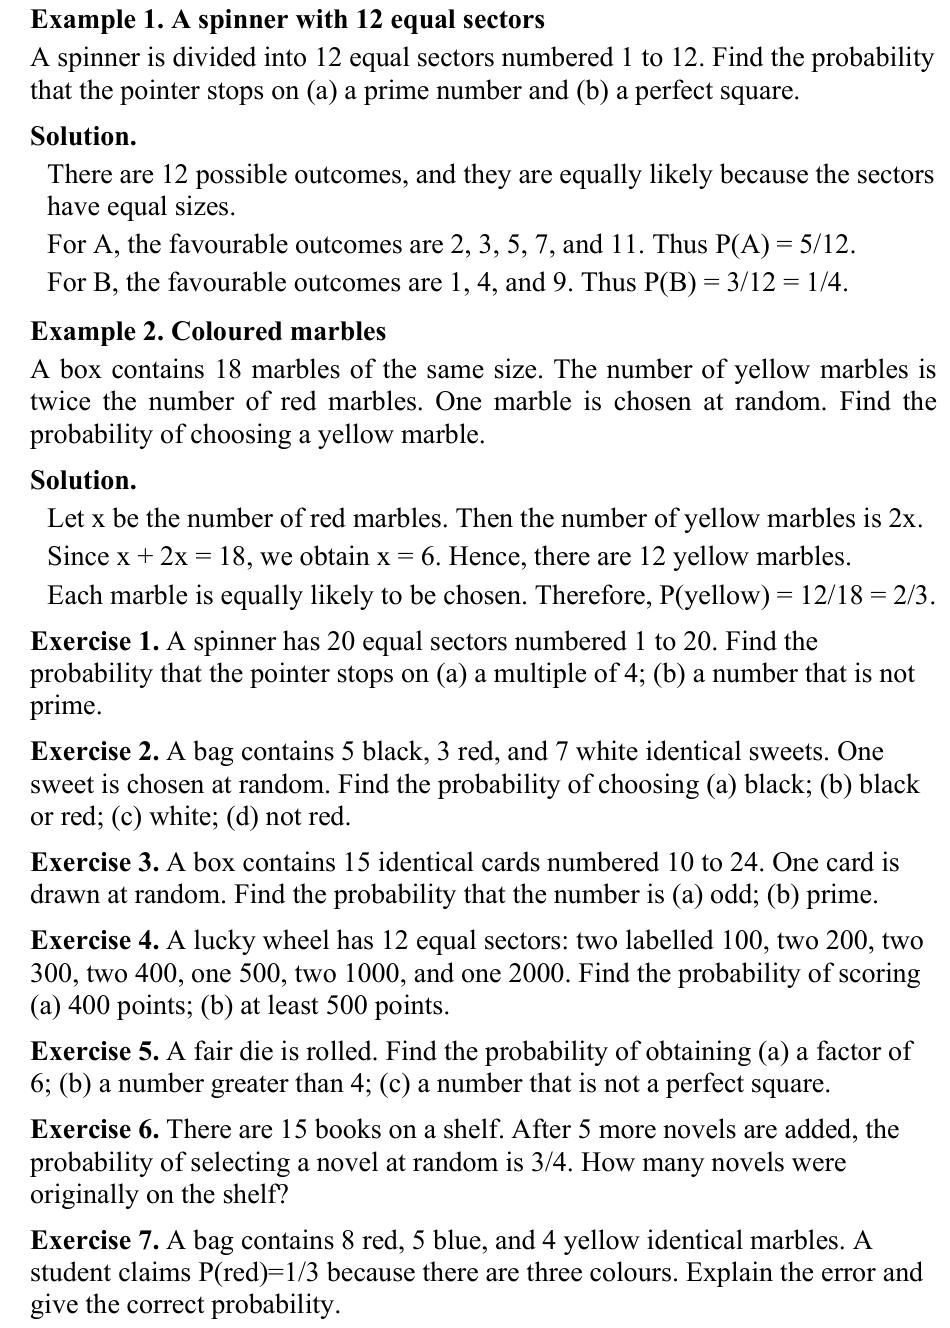 Example 1. A spinner with 12 equal sectors
A spinner is divided into 12 equal sectors numbered 1 to 12. Find the probability
that the pointer stops on (a) a prime number and (b) a perfect square.
Solution.
There are 12 possible outcomes, and they are equally likely because the sectors
have equal sizes.
For A, the favourable outcomes are 2, 3, 5, 7, and 11. Thus P(A) = 5/12.
For B, the favourable outcomes are 1, 4, and 9. Thus P(B) = 3/12 = 1/4.
Example 2. Coloured marbles
A box contains 18 marbles of the same size. The number of yellow marbles is
twice the number of red marbles. One marble is chosen at random. Find the
probability of choosing a yellow marble.
Solution.
Let x be the number of red marbles. Then the number of yellow marbles is 2x.
Since x + 2x = 18, we obtain x = 6. Hence, there are 12 yellow marbles.
Each marble is equally likely to be chosen. Therefore, P(yellow) = 12/18 = 2/3.
Exercise 1. A spinner has 20 equal sectors numbered 1 to 20. Find the
probability that the pointer stops on (a) a multiple of 4; (b) a number that is not
prime.
Exercise 2. A bag contains 5 black, 3 red, and 7 white identical sweets. One
sweet is chosen at random. Find the probability of choosing (a) black; (b) black
or red; (c) white; (d) not red.
Exercise 3. A box contains 15 identical cards numbered 10 to 24. One card is
drawn at random. Find the probability that the number is (a) odd; (b) prime.
Exercise 4. A lucky wheel has 12 equal sectors: two labelled 100, two 200, two
300, two 400, one 500, two 1000, and one 2000. Find the probability of scoring
(a) 400 points; (b) at least 500 points.
Exercise 5. A fair die is rolled. Find the probability of obtaining (a) a factor of
6; (b) a number greater than 4; (c) a number that is not a perfect square.
Exercise 6. There are 15 books on a shelf. After 5 more novels are added, the
probability of selecting a novel at random is 3/4. How many novels were
originally on the shelf?
Exercise 7. A bag contains 8 red, 5 blue, and 4 yellow identical marbles. A
student claims P(red)=1/3 because there are three colours. Explain the error and
give the correct probability.